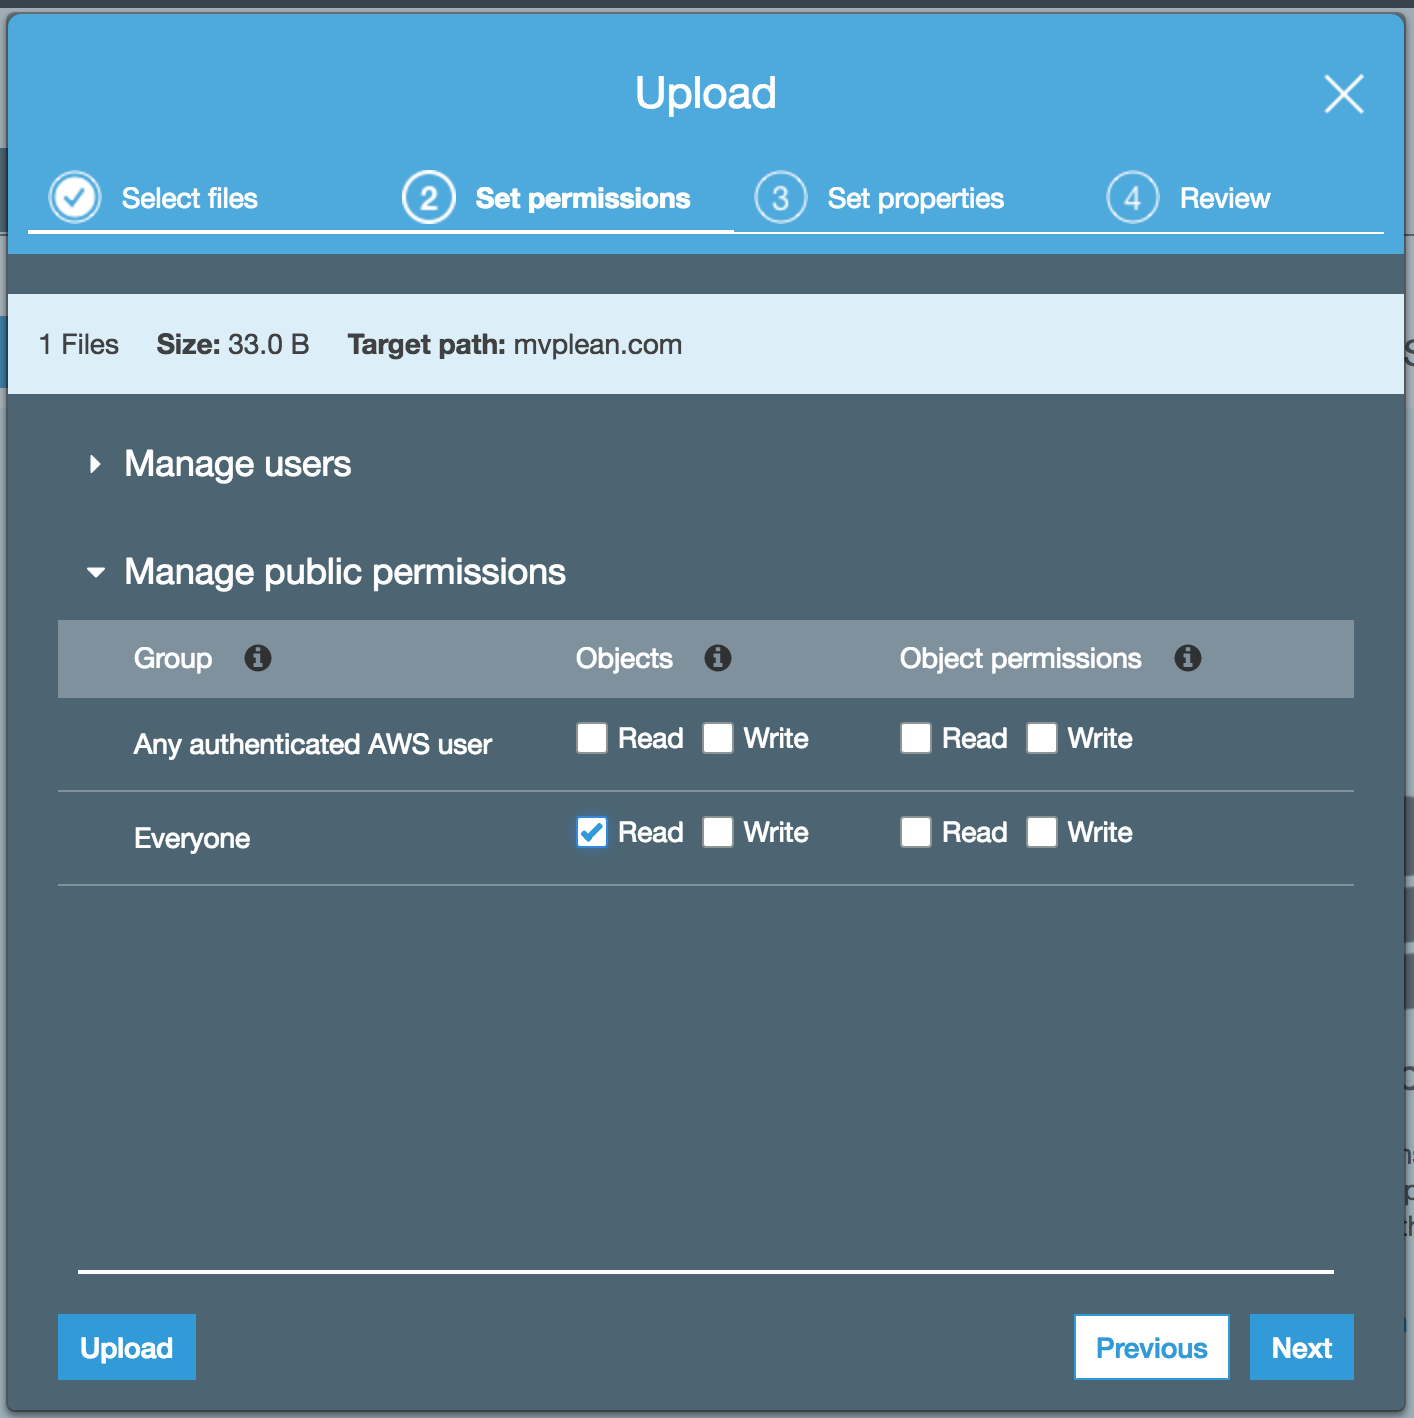 Upload
Select files 2 Set permissions 3 Set properties 4 Review
1 Files Size: 33.0 B Target path: mvplean.com
Manage users
Manage public permissions
Group Objects Object permissions
Any authenticated AWS user Read Write Read Write
Everyone Read Write Read Write
Upload Previous Next